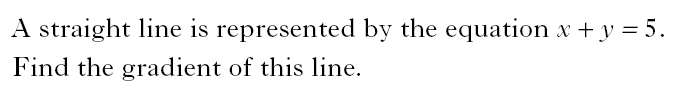 A straight line is represented by the equation x + y = 5.
Find the gradient of this line.